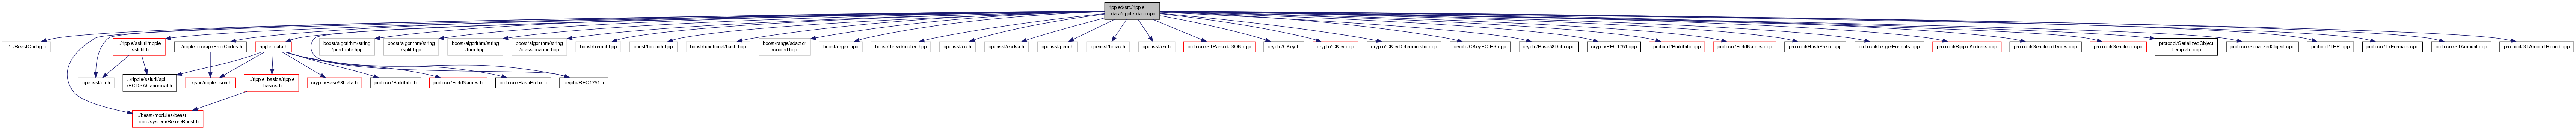 rippled/src/ripple
_data/ripple_data.cpp
../../BeastConfig.h
../ripple/sslutil/ripple
_sslutil.h
../ripple_rpc/api/ErrorCodes.h
ripple_data.h
boost/algorithm/string
/predicate.hpp
boost/algorithm/string
/split.hpp
boost/algorithm/string
/trim.hpp
boost/algorithm/string
/classification.hpp
boost/format.hpp
boost/foreach.hpp
boost/functional/hash.hpp
boost/range/adaptor
/copied.hpp
boost/regex.hpp
boost/thread/mutex.hpp
openssl/ec.h
openssl/ecdsa.h
openssl/pem.h
openssl/hmac.h
openssl/err.h
protocol/STParsedJSON.cpp
crypto/CKey.h
crypto/CKey.cpp
crypto/CKeyDeterministic.cpp
crypto/CKeyECIES.cpp
crypto/Base58Data.cpp
crypto/RFC1751.cpp
protocol/BuildInfo.cpp
protocol/FieldNames.cpp
protocol/HashPrefix.cpp
protocol/LedgerFormats.cpp
protocol/RippleAddress.cpp
protocol/SerializedTypes.cpp
protocol/Serializer.cpp
protocol/SerializedObject
Template.cpp
protocol/SerializedObject.cpp
protocol/TER.cpp
protocol/TxFormats.cpp
protocol/STAmount.cpp
protocol/STAmountRound.cpp
openssl/bn.h
../ripple/sslutil/api
/ECDSACanonical.h
../json/ripple_json.h
../ripple_basics/ripple
_basics.h
crypto/Base58Data.h
protocol/BuildInfo.h
protocol/FieldNames.h
protocol/HashPrefix.h
crypto/RFC1751.h
../beast/modules/beast
_core/system/BeforeBoost.h